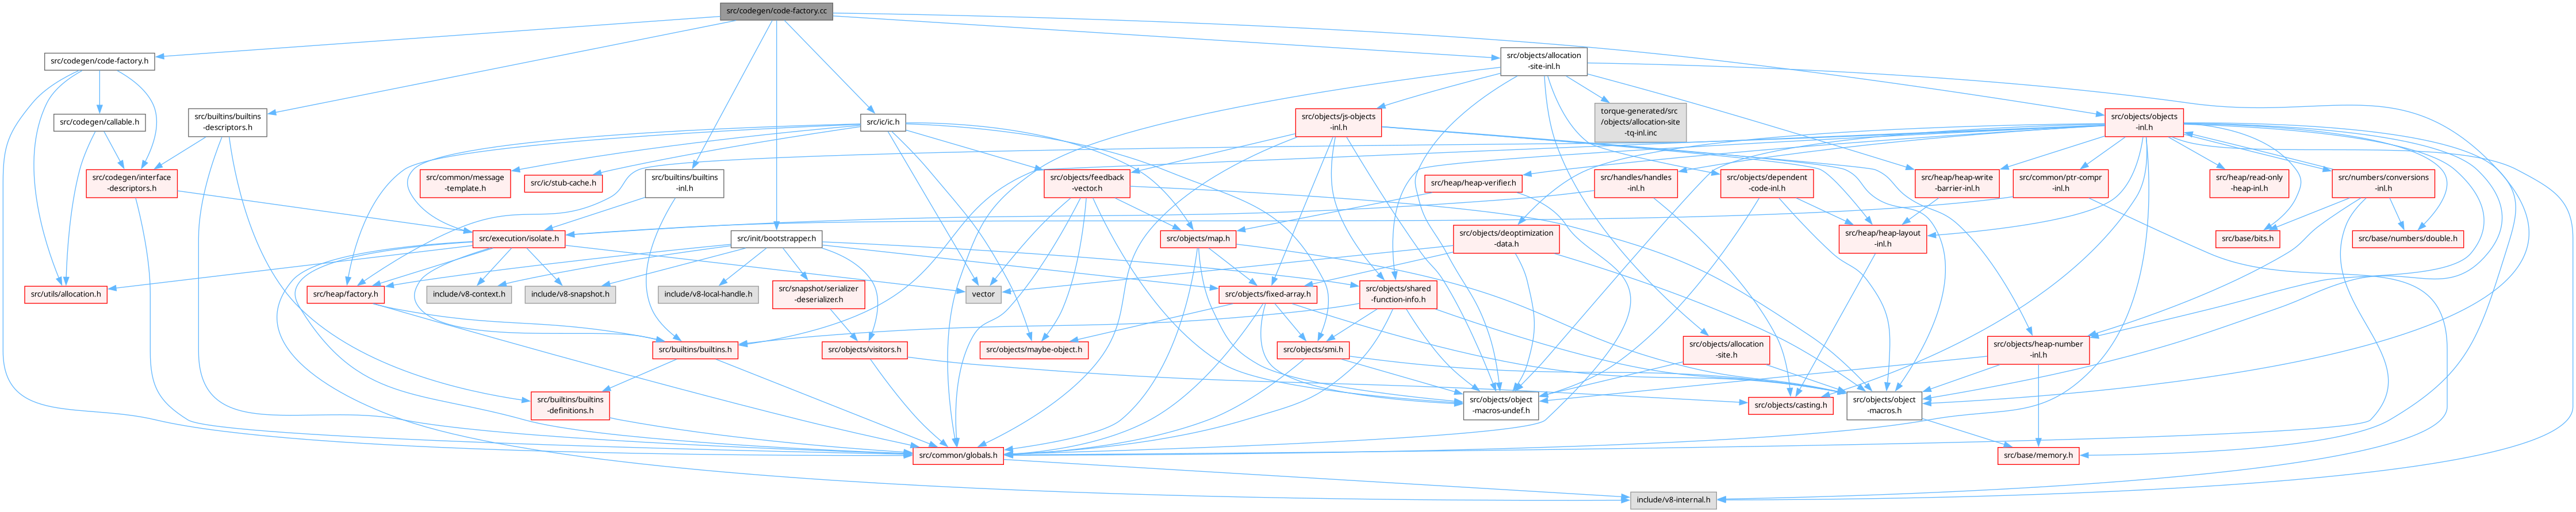 src/codegen/code-factory.cc
src/codegen/code-factory.h
src/objects/allocation
-site-inl.h
src/codegen/callable.h
src/builtins/builtins
-descriptors.h
src/ic/ic.h
src/objects/js-objects
-inl.h
torque-generated/src
/objects/allocation-site
-tq-inl.inc
src/objects/objects
-inl.h
src/codegen/interface
-descriptors.h
src/common/message
-template.h
src/ic/stub-cache.h
src/builtins/builtins
-inl.h
src/objects/feedback
-vector.h
src/heap/heap-verifier.h
src/handles/handles
-inl.h
src/objects/dependent
-code-inl.h
src/heap/heap-write
-barrier-inl.h
src/common/ptr-compr
-inl.h
src/heap/read-only
-heap-inl.h
src/numbers/conversions
-inl.h
src/execution/isolate.h
src/init/bootstrapper.h
src/objects/map.h
src/objects/deoptimization
-data.h
src/heap/heap-layout
-inl.h
src/base/bits.h
src/base/numbers/double.h
src/utils/allocation.h
src/heap/factory.h
include/v8-context.h
include/v8-snapshot.h
include/v8-local-handle.h
src/snapshot/serializer
-deserializer.h
vector
src/objects/fixed-array.h
src/objects/shared
-function-info.h
src/builtins/builtins.h
src/objects/visitors.h
src/objects/maybe-object.h
src/objects/smi.h
src/objects/allocation
-site.h
src/objects/heap-number
-inl.h
src/builtins/builtins
-definitions.h
src/objects/object
-macros-undef.h
src/objects/casting.h
src/objects/object
-macros.h
src/common/globals.h
src/base/memory.h
include/v8-internal.h